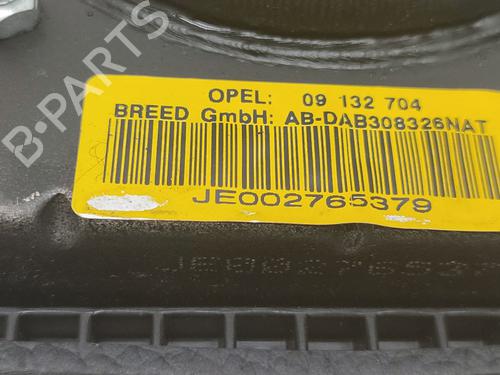 B-PARTS
OPEL: 09 132 704
BREED GmbH: AB-DAB308326NAT
JE002765379